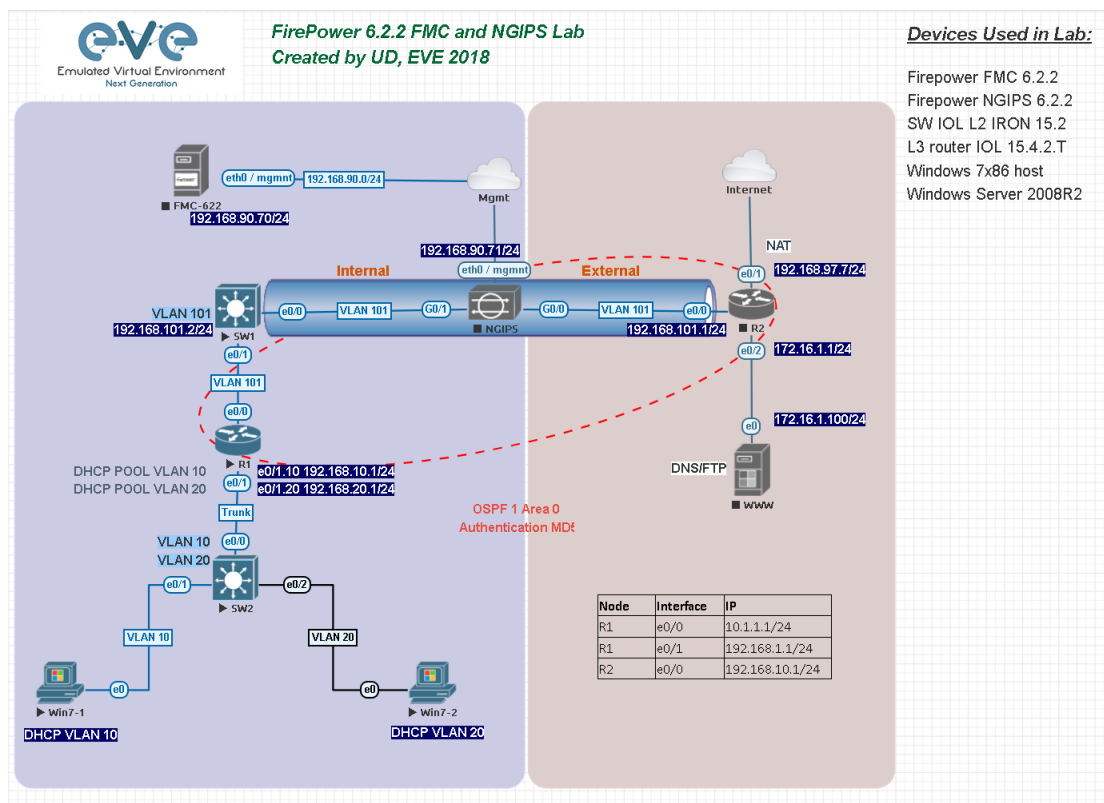 eve
Emulated Virtual Environment
Next Generation
FirePower 6.2.2 FMC and NGIPS Lab
Created by UD, EVE 2018
Devices Used in Lab:
Firepower FMC 6.2.2
Firepower NGIPS 6.2.2
SW IOL L2 IRON 15.2
L3 router IOL 15.4.2.T
Windows 7x86 host
Windows Server 2008R2
eth0 / mgmnt
192.168.90.0/24
Mgmt
FMC-622
192.168.90.70/24
Internet
192.168.90.71/24
NAT
Internal
eth0 / mgmnt
External
e0/1
192.168.97.7/24
VLAN 101
192.168.101.2/24
SW1
e0/0
VLAN 101
G0/1
NGIPS
G0/0
VLAN 101
e0/0
192.168.101.1/24
R2
e0/1
e0/2
172.16.1.1/24
VLAN 101
e0/0
172.16.1.100/24
e0
R1
DHCP POOL VLAN 10
DHCP POOL VLAN 20
e0/1.10 192.168.10.1/24
e0/1.20 192.168.20.1/24
e0/1
DNS/FTP
WWW
Trunk
OSPF 1 Area 0
Authentication MD5
VLAN 10
VLAN 20
e0/0
e0/1
e0/2
SW2
VLAN 10
VLAN 20
Node Interface IP
R1 e0/0 10.1.1.1/24
R1 e0/1 192.168.1.1/24
R2 e0/0 192.168.10.1/24
e0
e0
Win7-1
Win7-2
DHCP VLAN 10
DHCP VLAN 20